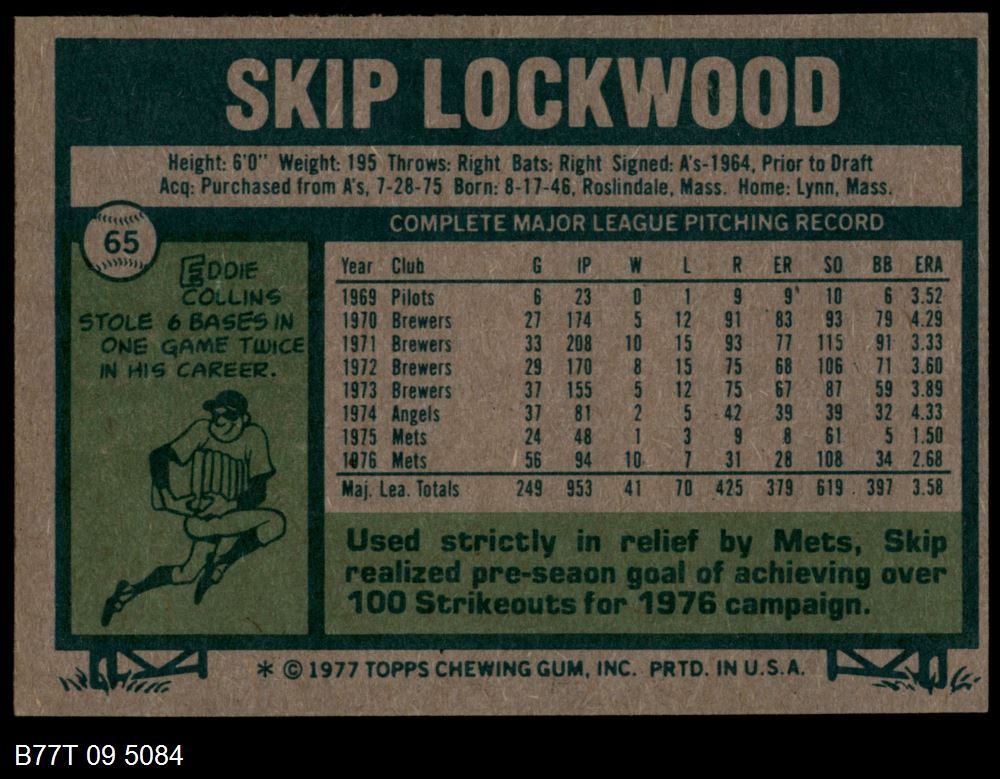 SKIP LOCKWOOD
Height: 6'0" Weight: 195 Throws: Right Bats: Right Signed: A's-1964, Prior to Draft
Acq: Purchased from A's, 7-28-75 Born: 8-17-46, Roslindale, Mass. Home: Lynn, Mass.
65
COMPLETE MAJOR LEAGUE PITCHING RECORD
EDDIE
COLLINS
STOLE 6 BASES IN
ONE GAME TWICE
IN HIS CAREER.
Year Club G IP W L R ER SO BB ERA
1969 Pilots 6 23 0 1 9 9 10 6 3.52
1970 Brewers 27 174 5 12 91 83 93 79 4.29
1971 Brewers 33 208 10 15 93 77 115 91 3.33
1972 Brewers 29 170 8 15 75 68 106 71 3.60
1973 Brewers 37 155 5 12 75 67 87 59 3.89
1974 Angels 37 81 2 5 42 39 39 32 4.33
1975 Mets 24 48 1 3 9 8 61 5 1.50
1976 Mets 56 94 10 7 31 28 108 34 2.68
Maj. Lea. Totals 249 953 41 70 425 379 619 397 3.58
Used strictly in relief by Mets, Skip
realized pre-seaon goal of achieving over
100 Strikeouts for 1976 campaign.
* © 1977 TOPPS CHEWING GUM, INC. PRTD. IN U.S.A.
B77T 09 5084